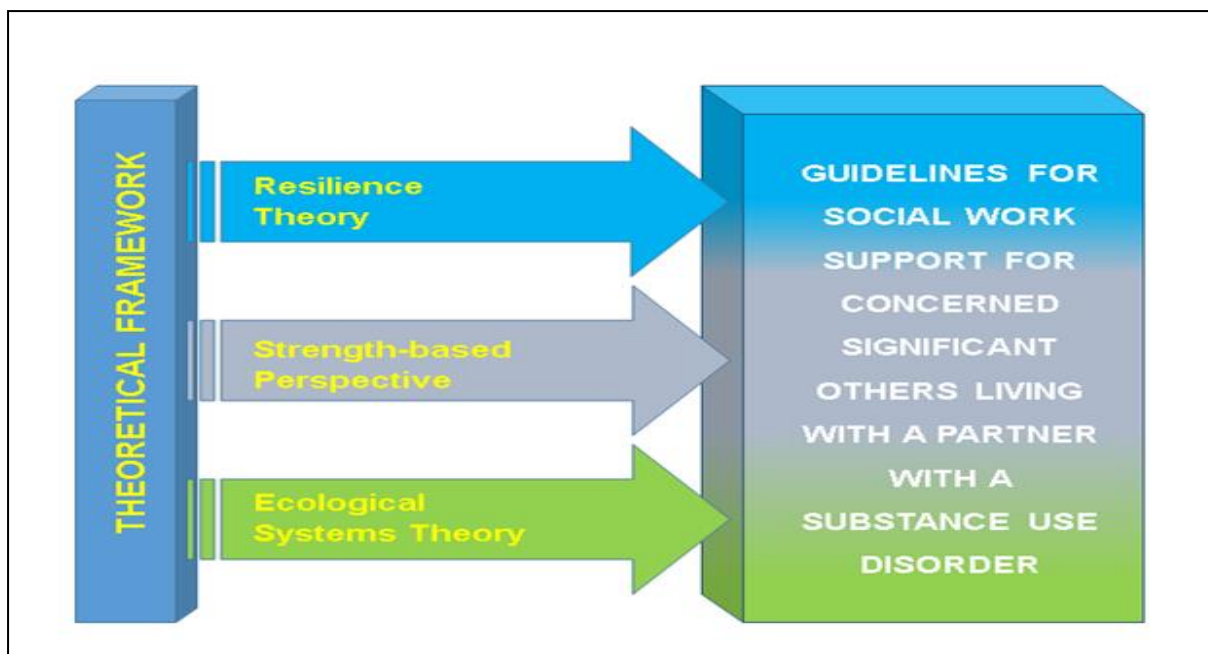 THEORETICAL FRAMEWORK
Resilience
Theory
Strength-based
Perspective
Ecological
Systems Theory
GUIDELINES FOR
SOCIAL WORK
SUPPORT FOR
CONCERNED
SIGNIFICANT
OTHERS LIVING
WITH A PARTNER
WITH A
SUBSTANCE USE
DISORDER